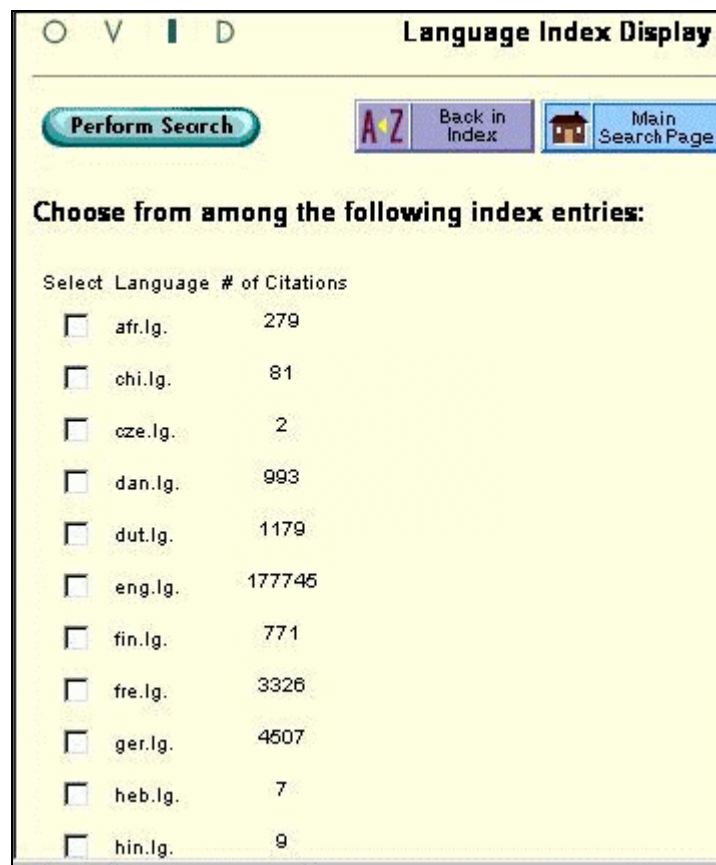 OVID Language Index Display
Perform Search A Z Back in Index Main Search Page
Choose from among the following index entries:
Select Language # of Citations
afr.lg. 279
chi.lg. 81
cze.lg. 2
dan.lg. 993
dut.lg. 1179
eng.lg. 177745
fin.lg. 771
fre.lg. 3326
ger.lg. 4507
heb.lg. 7
hin.lg. 9